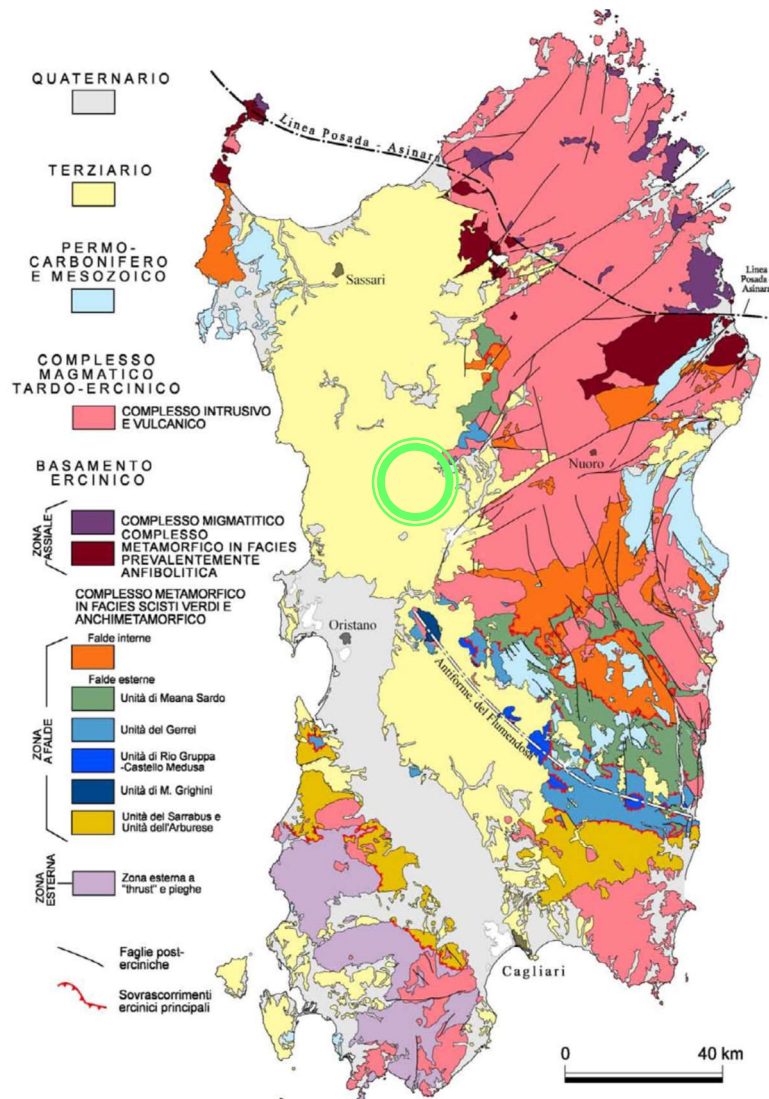 QUATERNARIO
TERZIARIO
PERMO-
CARBONIFERO
E MESOZOICO
COMPLESSO
MAGMATICO
TARDO-ERCINICO
COMPLESSO INTRUSIVO
E VULCANICO
BASAMENTO
ERCINICO
ZONA
ASSIALE
COMPLESSO MIGMATITICO
COMPLESSO
METAMORFICO IN FACIES
PREVALENTEMENTE
ANFIBOLITICA
COMPLESSO METAMORFICO
IN FACIES SCISTI VERDI E
ANCHIMETAMORFICO
ZONA
A FALDE
Falde interne
Falde esterne
Unità di Meana Sardo
Unità del Gerrei
Unità di Rio Gruppa
-Castello Medusa
Unità di M. Grighini
Unità del Sarrabus e
Unità dell'Arburese
ZONA
ESTERNA
Zona esterna a
"thrust" e pieghe
Faglie post-
erciniche
Sovrascorrimenti
ercinici principali
Linea Posada - Asinara
Sassari
Linea
Posada -
Asinara
Nuoro
Oristano
Antiforme del Flumendosa
Cagliari
0 40 km